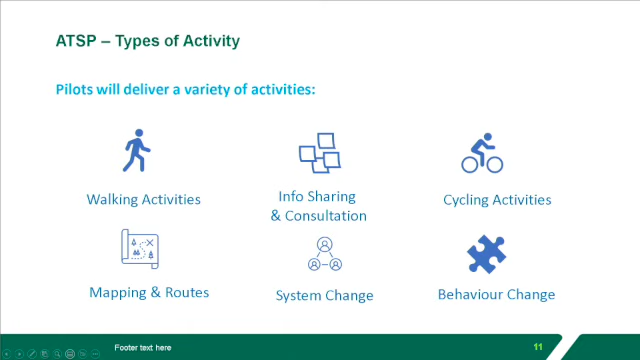 ATSP – Types of Activity
Pilots will deliver a variety of activities:
Walking Activities
Info Sharing
& Consultation
Cycling Activities
Mapping & Routes
System Change
Behaviour Change
Footer text here
11